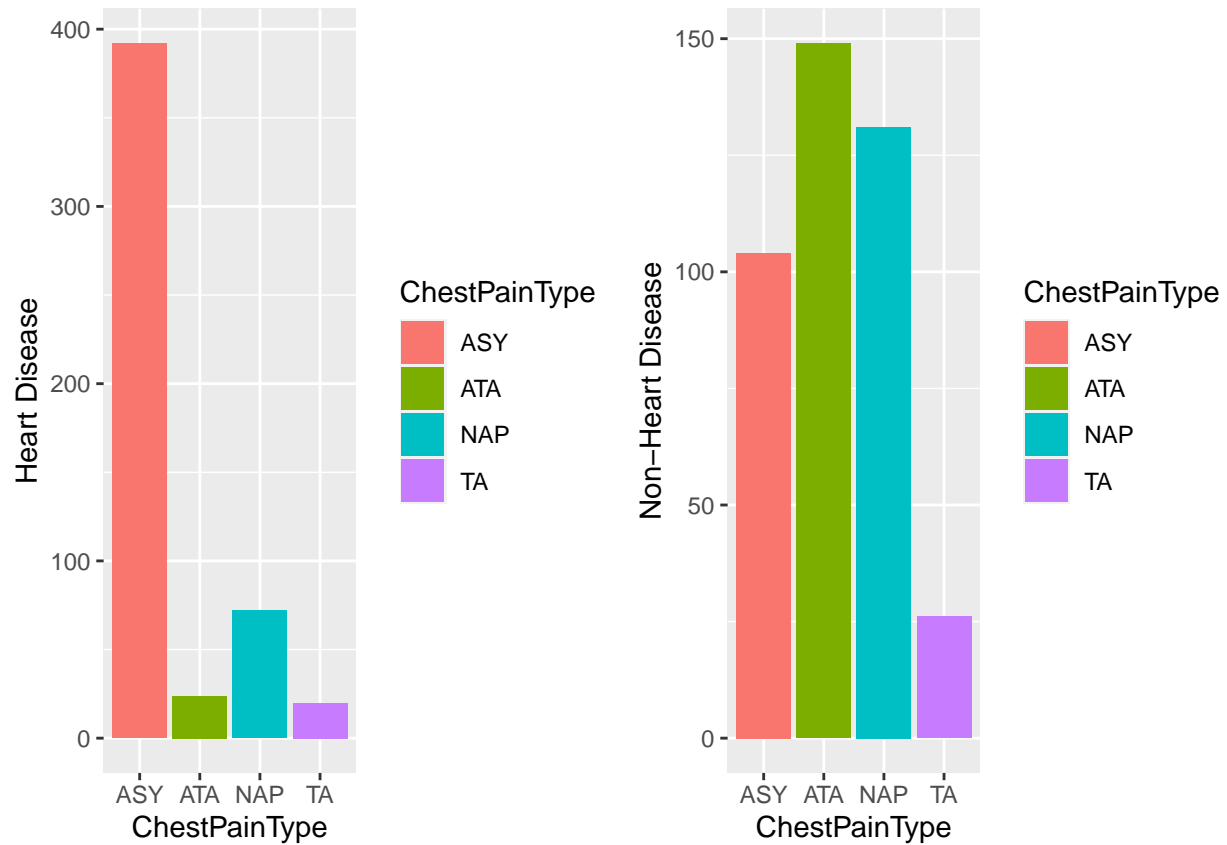 400
300
200
100
0
Heart Disease
ASY ATA NAP TA
ChestPainType
ChestPainType
ASY
ATA
NAP
TA
150
100
50
0
Non−Heart Disease
ASY ATA NAP TA
ChestPainType
ChestPainType
ASY
ATA
NAP
TA